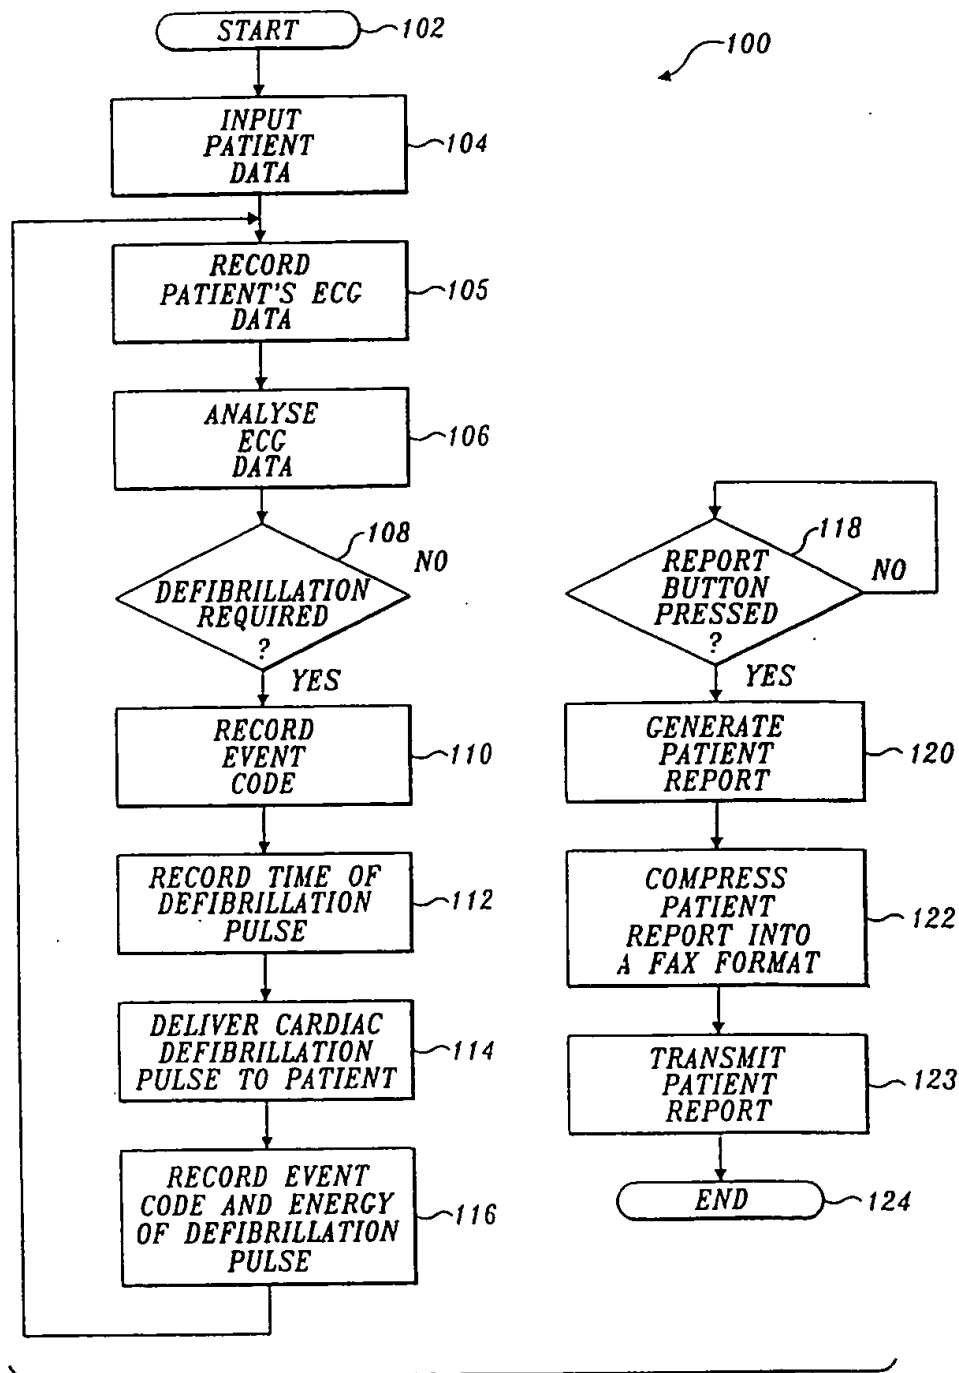 START
102
100
INPUT
PATIENT
DATA
104
RECORD
PATIENT'S ECG
DATA
105
ANALYSE
ECG
DATA
106
108
NO
DEFIBRILLATION
REQUIRED
?
YES
RECORD
EVENT
CODE
110
RECORD TIME OF
DEFIBRILLATION
PULSE
112
DELIVER CARDIAC
DEFIBRILLATION
PULSE TO PATIENT
114
RECORD EVENT
CODE AND ENERGY
OF DEFIBRILLATION
PULSE
116
118
REPORT
BUTTON
PRESSED
?
NO
YES
GENERATE
PATIENT
REPORT
120
COMPRESS
PATIENT
REPORT INTO
A FAX FORMAT
122
TRANSMIT
PATIENT
REPORT
123
END
124